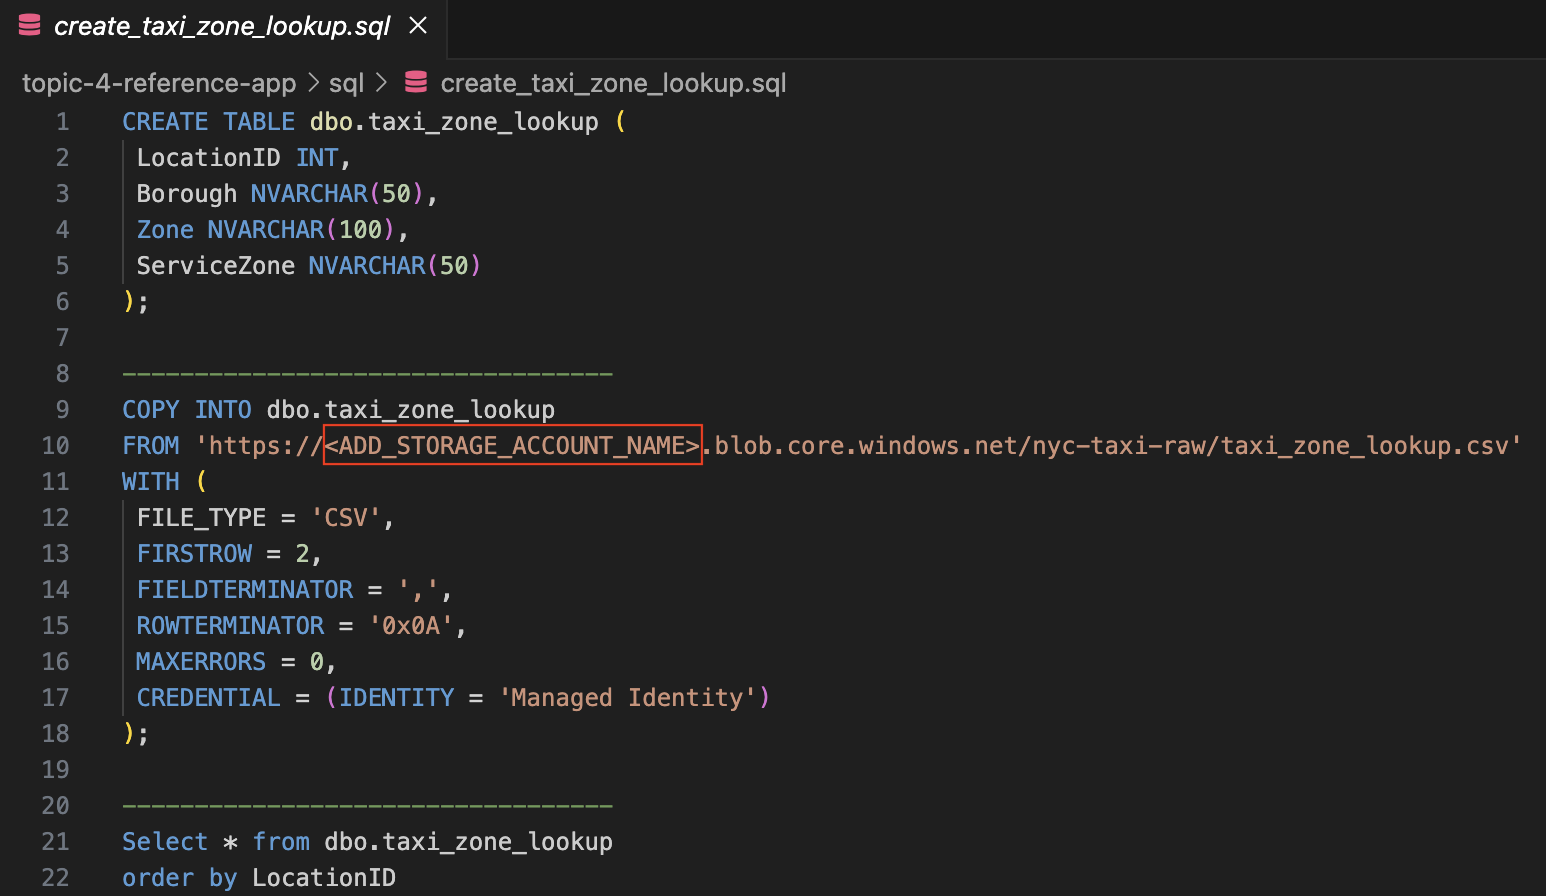 create_taxi_zone_lookup.sql
topic-4-reference-app > sql > create_taxi_zone_lookup.sql
1 CREATE TABLE dbo.taxi_zone_lookup (
2 LocationID INT,
3 Borough NVARCHAR(50),
4 Zone NVARCHAR(100),
5 ServiceZone NVARCHAR(50)
6 );
7
8 ----------------------------------
9 COPY INTO dbo.taxi_zone_lookup
10 FROM 'https://<ADD_STORAGE_ACCOUNT_NAME>.blob.core.windows.net/nyc-taxi-raw/taxi_zone_lookup.csv'
11 WITH (
12 FILE_TYPE = 'CSV',
13 FIRSTROW = 2,
14 FIELDTERMINATOR = ',',
15 ROWTERMINATOR = '0x0A',
16 MAXERRORS = 0,
17 CREDENTIAL = (IDENTITY = 'Managed Identity')
18 );
19
20 ----------------------------------
21 Select * from dbo.taxi_zone_lookup
22 order by LocationID